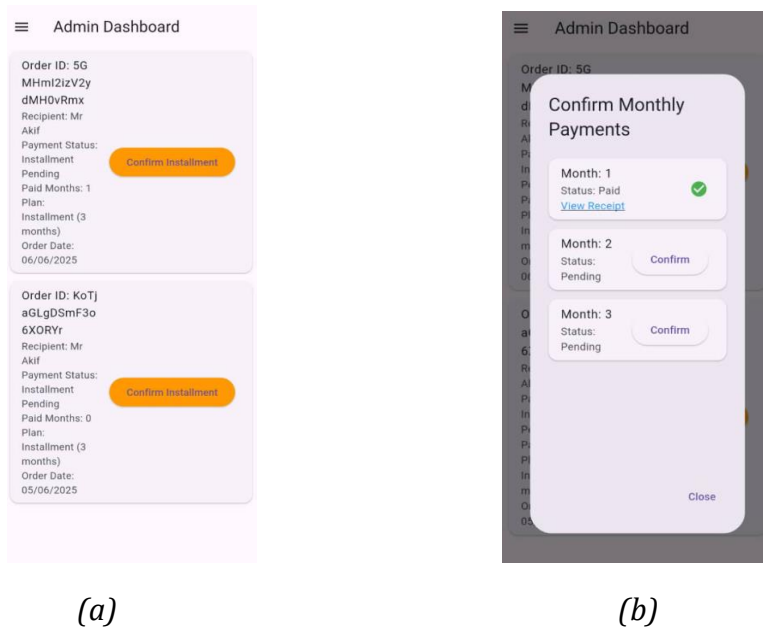 Admin Dashboard
Order ID: 5G
MHmI2izV2y
dMH0vRmx
Recipient: Mr
Akif
Payment Status:
Installment
Pending
Paid Months: 1
Plan:
Installment (3
months)
Order Date:
06/06/2025
Confirm Installment
Order ID: KoTj
aGLgDSmF3o
6XORYr
Recipient: Mr
Akif
Payment Status:
Installment
Pending
Paid Months: 0
Plan:
Installment (3
months)
Order Date:
05/06/2025
Confirm Installment
(a)
Admin Dashboard
Order ID: 5G
Confirm Monthly
Payments
Month: 1
Status: Paid
View Receipt
Month: 2
Status:
Pending
Confirm
Month: 3
Status:
Pending
Confirm
Close
(b)